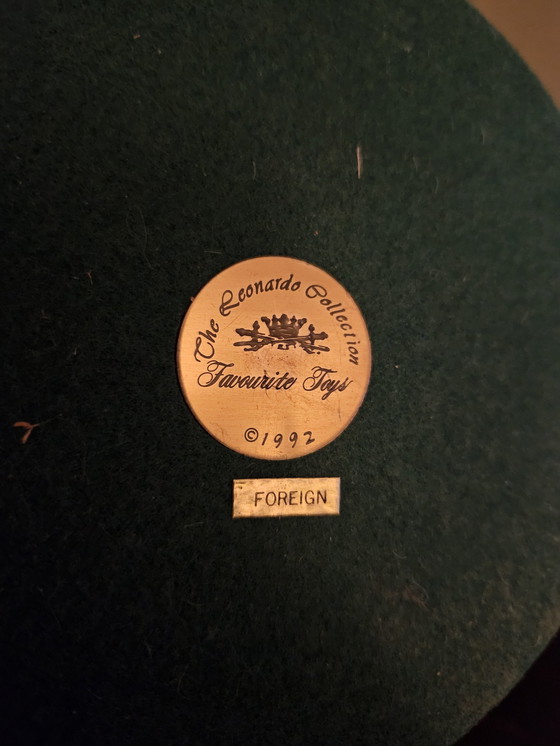 The Leonardo Collection
Favourite Toys
©1992
FOREIGN